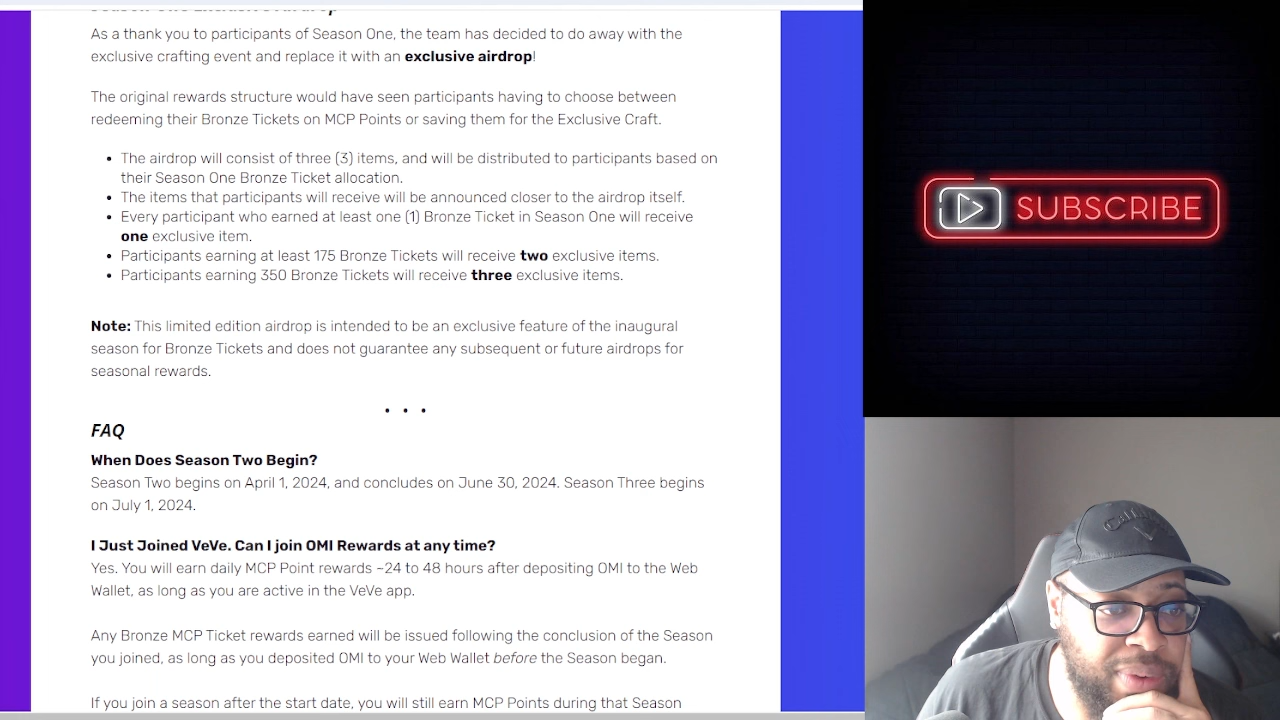 As a thank you to participants of Season One, the team has decided to do away with the
exclusive crafting event and replace it with an exclusive airdrop!
The original rewards structure would have seen participants having to choose between
redeeming their Bronze Tickets on MCP Points or saving them for the Exclusive Craft.
• The airdrop will consist of three (3) items, and will be distributed to participants based on
their Season One Bronze Ticket allocation.
• The items that participants will receive will be announced closer to the airdrop itself.
• Every participant who earned at least one (1) Bronze Ticket in Season One will receive
one exclusive item.
• Participants earning at least 175 Bronze Tickets will receive two exclusive items.
• Participants earning 350 Bronze Tickets will receive three exclusive items.
Note: This limited edition airdrop is intended to be an exclusive feature of the inaugural
season for Bronze Tickets and does not guarantee any subsequent or future airdrops for
seasonal rewards.
• • •
FAQ
When Does Season Two Begin?
Season Two begins on April 1, 2024, and concludes on June 30, 2024. Season Three begins
on July 1, 2024.
I Just Joined VeVe. Can I join OMI Rewards at any time?
Yes. You will earn daily MCP Point rewards ~24 to 48 hours after depositing OMI to the Web
Wallet, as long as you are active in the VeVe app.
Any Bronze MCP Ticket rewards earned will be issued following the conclusion of the Season
you joined, as long as you deposited OMI to your Web Wallet before the Season began.
If you join a season after the start date, you will still earn MCP Points during that Season
SUBSCRIBE